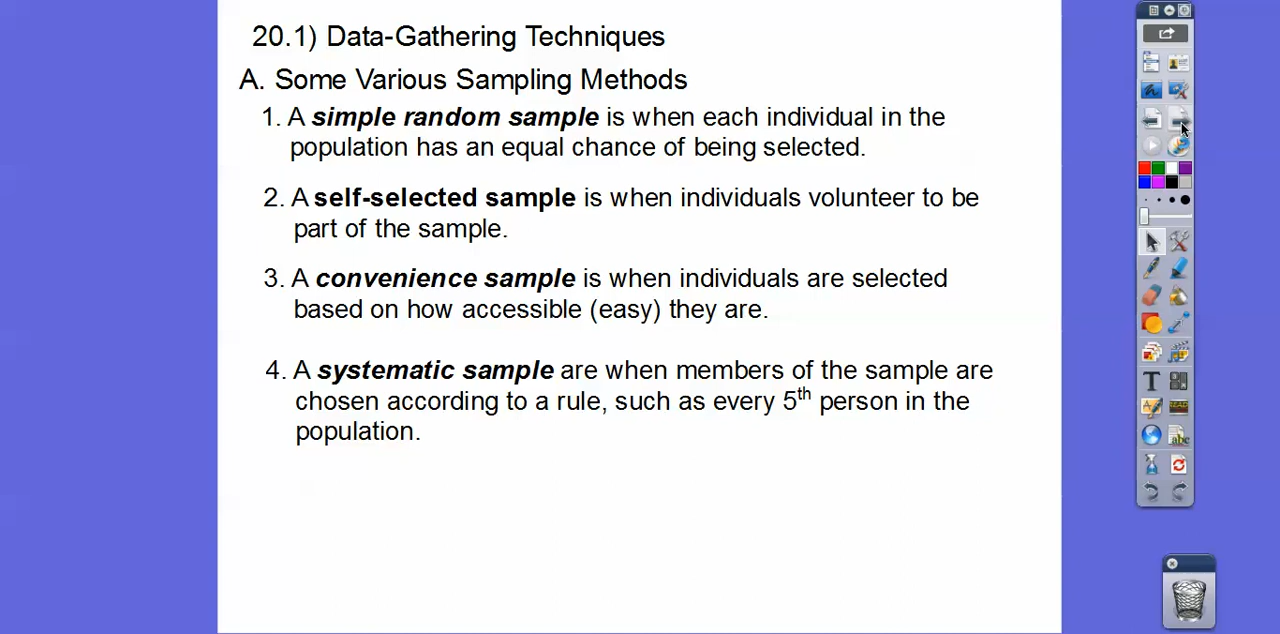 20.1) Data-Gathering Techniques
A. Some Various Sampling Methods
1. A simple random sample is when each individual in the
population has an equal chance of being selected.
2. A self-selected sample is when individuals volunteer to be
part of the sample.
3. A convenience sample is when individuals are selected
based on how accessible (easy) they are.
4. A systematic sample are when members of the sample are
chosen according to a rule, such as every 5th person in the
population.